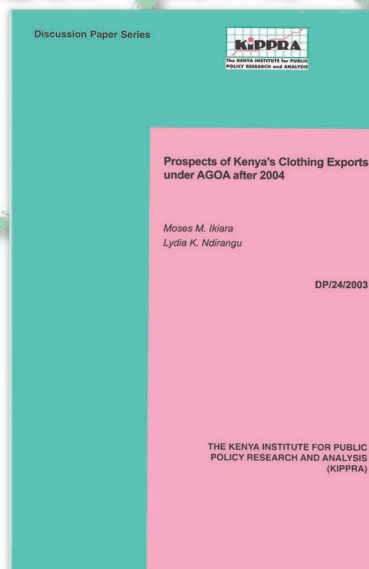 Discussion Paper Series
KIPPRA
The KENYA INSTITUTE for PUBLIC
POLICY RESEARCH and ANALYSIS
Prospects of Kenya's Clothing Exports
under AGOA after 2004
Moses M. Ikiara
Lydia K. Ndirangu
DP/24/2003
THE KENYA INSTITUTE FOR PUBLIC
POLICY RESEARCH AND ANALYSIS
(KIPPRA)